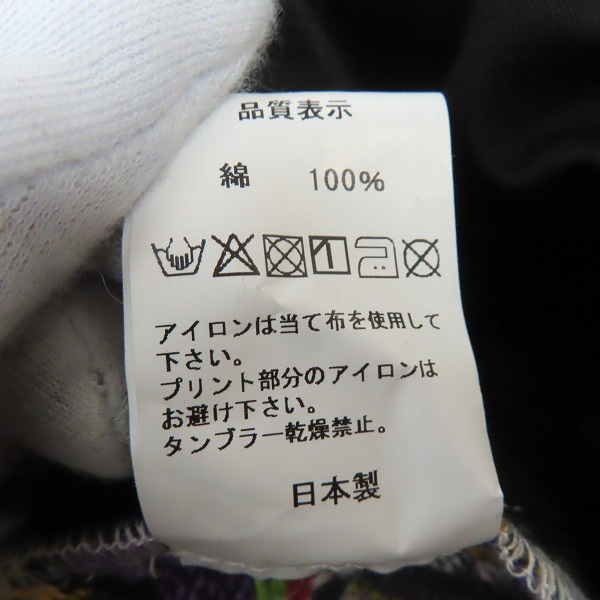 品質表示
綿 100%
アイロンは当て布を使用して
下さい。
プリント部分のアイロンは
お避け下さい。
タンブラー乾燥禁止。
日本製